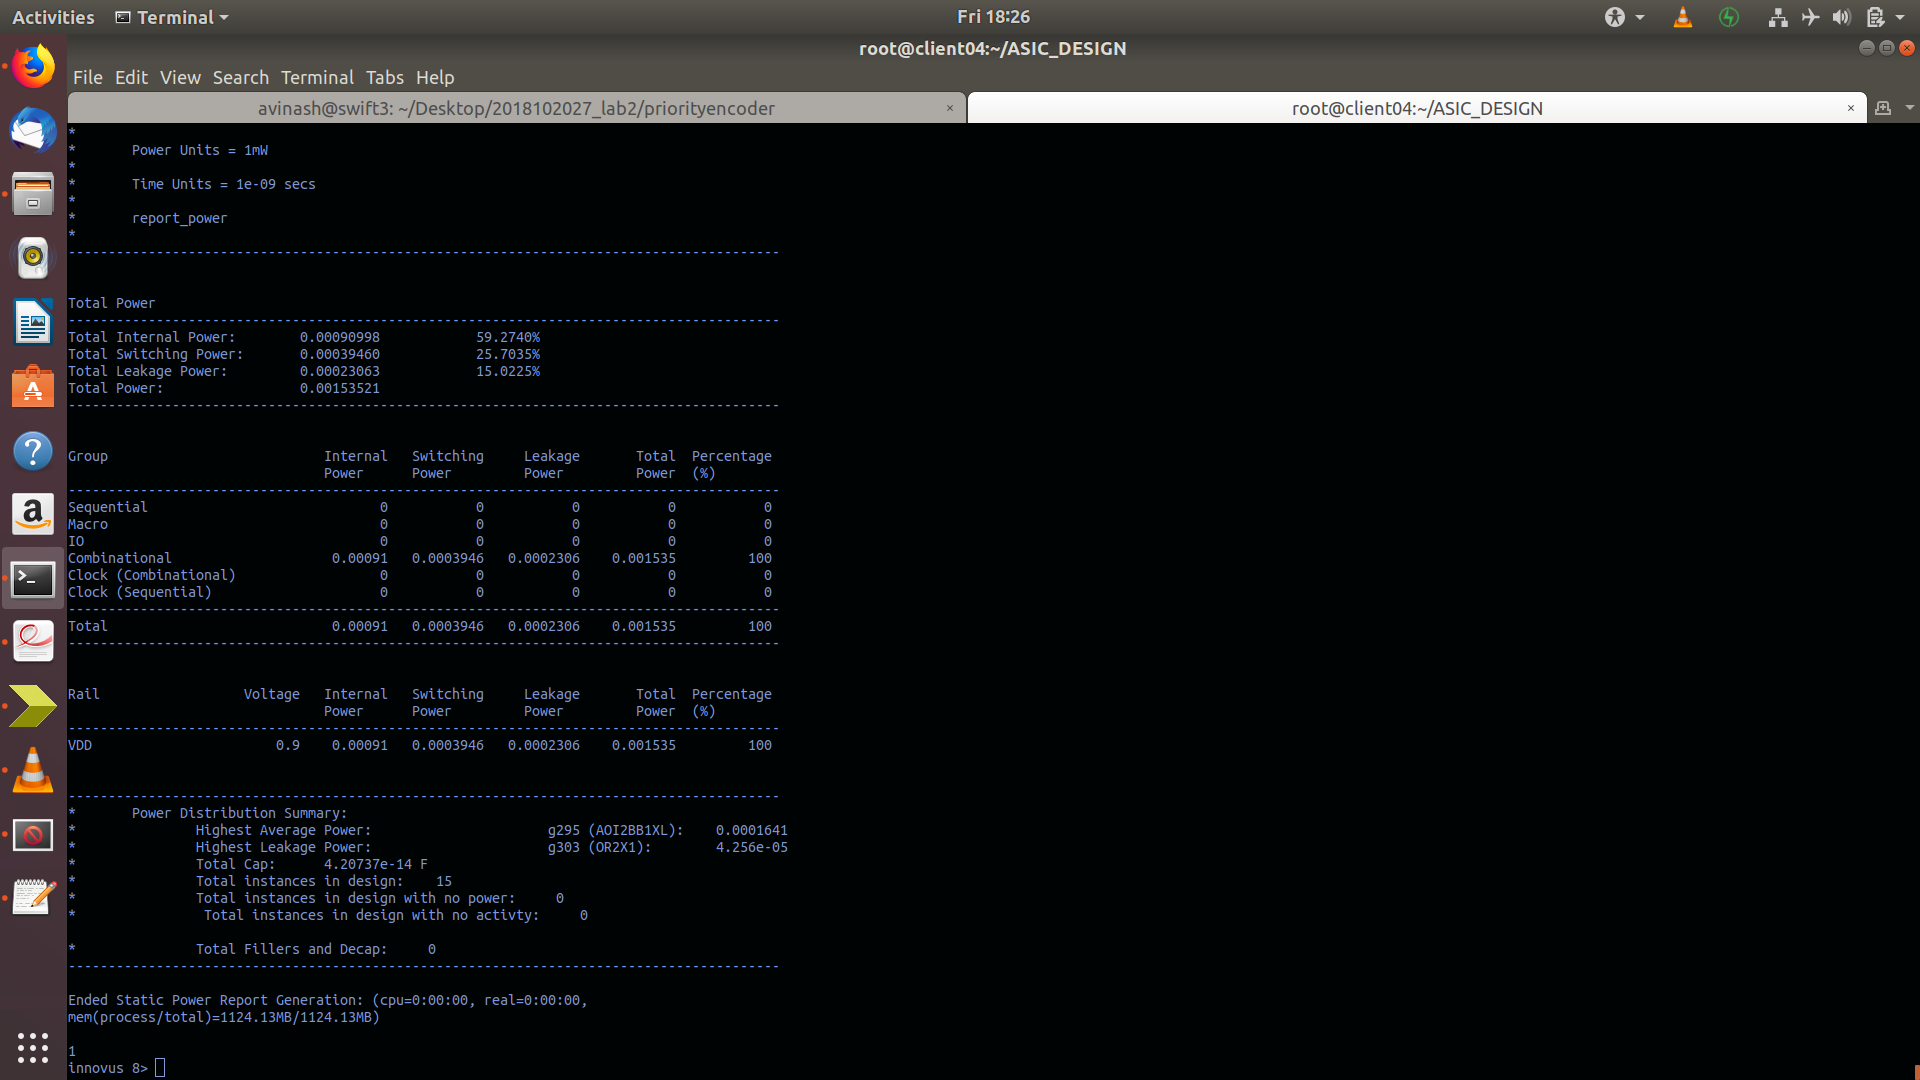 Activities Terminal Fri 18:26
root@client04:~/ASIC_DESIGN
File Edit View Search Terminal Tabs Help
avinash@swift3: ~/Desktop/2018102027_lab2/priorityencoder × root@client04:~/ASIC_DESIGN ×
*
* Power Units = 1mW
*
* Time Units = 1e-09 secs
*
* report_power
*
-----------------------------------------------------------------------------------------
Total Power
-----------------------------------------------------------------------------------------
Total Internal Power: 0.00090998 59.2740%
Total Switching Power: 0.00039460 25.7035%
Total Leakage Power: 0.00023063 15.0225%
Total Power: 0.00153521
-----------------------------------------------------------------------------------------
Group Internal Switching Leakage Total Percentage
Power Power Power Power (%)
-----------------------------------------------------------------------------------------
Sequential 0 0 0 0 0
Macro 0 0 0 0 0
IO 0 0 0 0 0
Combinational 0.00091 0.0003946 0.0002306 0.001535 100
Clock (Combinational) 0 0 0 0 0
Clock (Sequential) 0 0 0 0 0
-----------------------------------------------------------------------------------------
Total 0.00091 0.0003946 0.0002306 0.001535 100
-----------------------------------------------------------------------------------------
Rail Voltage Internal Switching Leakage Total Percentage
Power Power Power Power (%)
-----------------------------------------------------------------------------------------
VDD 0.9 0.00091 0.0003946 0.0002306 0.001535 100
-----------------------------------------------------------------------------------------
* Power Distribution Summary:
* Highest Average Power: g295 (AOI2BB1XL): 0.0001641
* Highest Leakage Power: g303 (OR2X1): 4.256e-05
* Total Cap: 4.20737e-14 F
* Total instances in design: 15
* Total instances in design with no power: 0
* Total instances in design with no activty: 0
* Total Fillers and Decap: 0
-----------------------------------------------------------------------------------------
Ended Static Power Report Generation: (cpu=0:00:00, real=0:00:00,
mem(process/total)=1124.13MB/1124.13MB)
1
innovus 8>